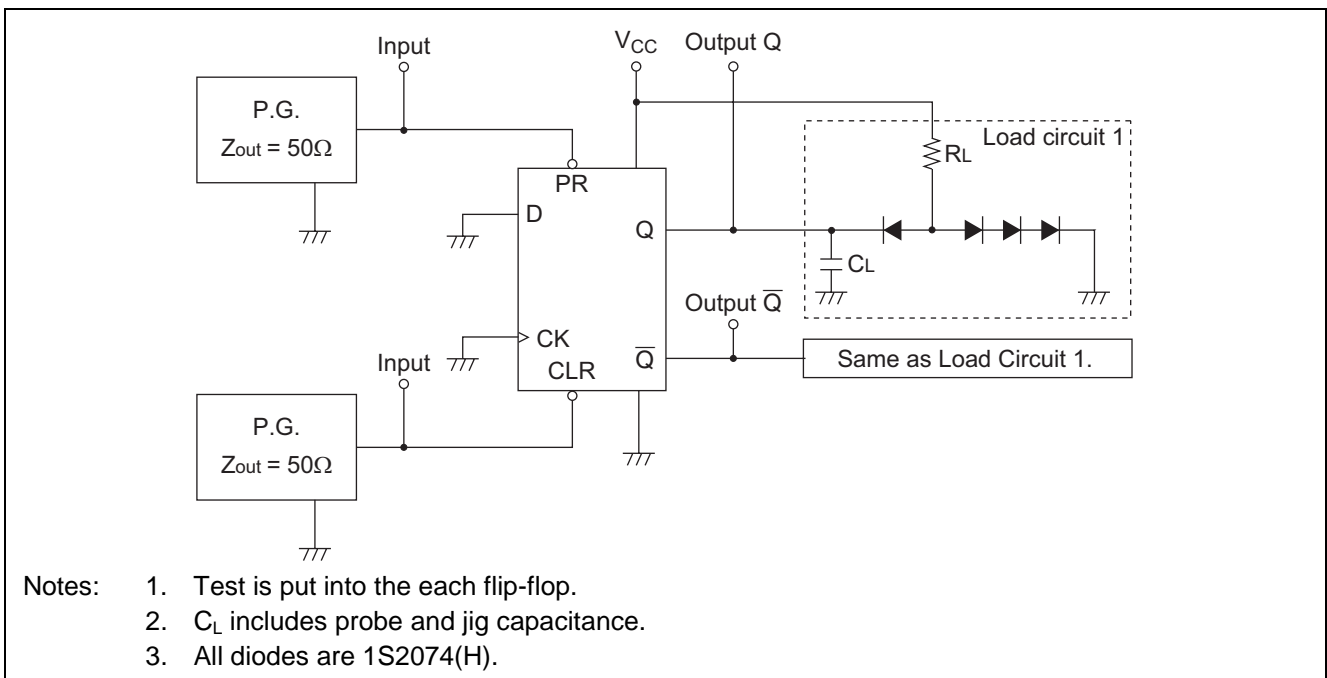 Input
V_CC
Output Q
P.G.
Zout = 50Ω
Load circuit 1
RL
PR
D
Q
CL
Output Q̅
CK
Q̅
Same as Load Circuit 1.
Input
CLR
P.G.
Zout = 50Ω
Notes: 1. Test is put into the each flip-flop.
2. C_L includes probe and jig capacitance.
3. All diodes are 1S2074(H).